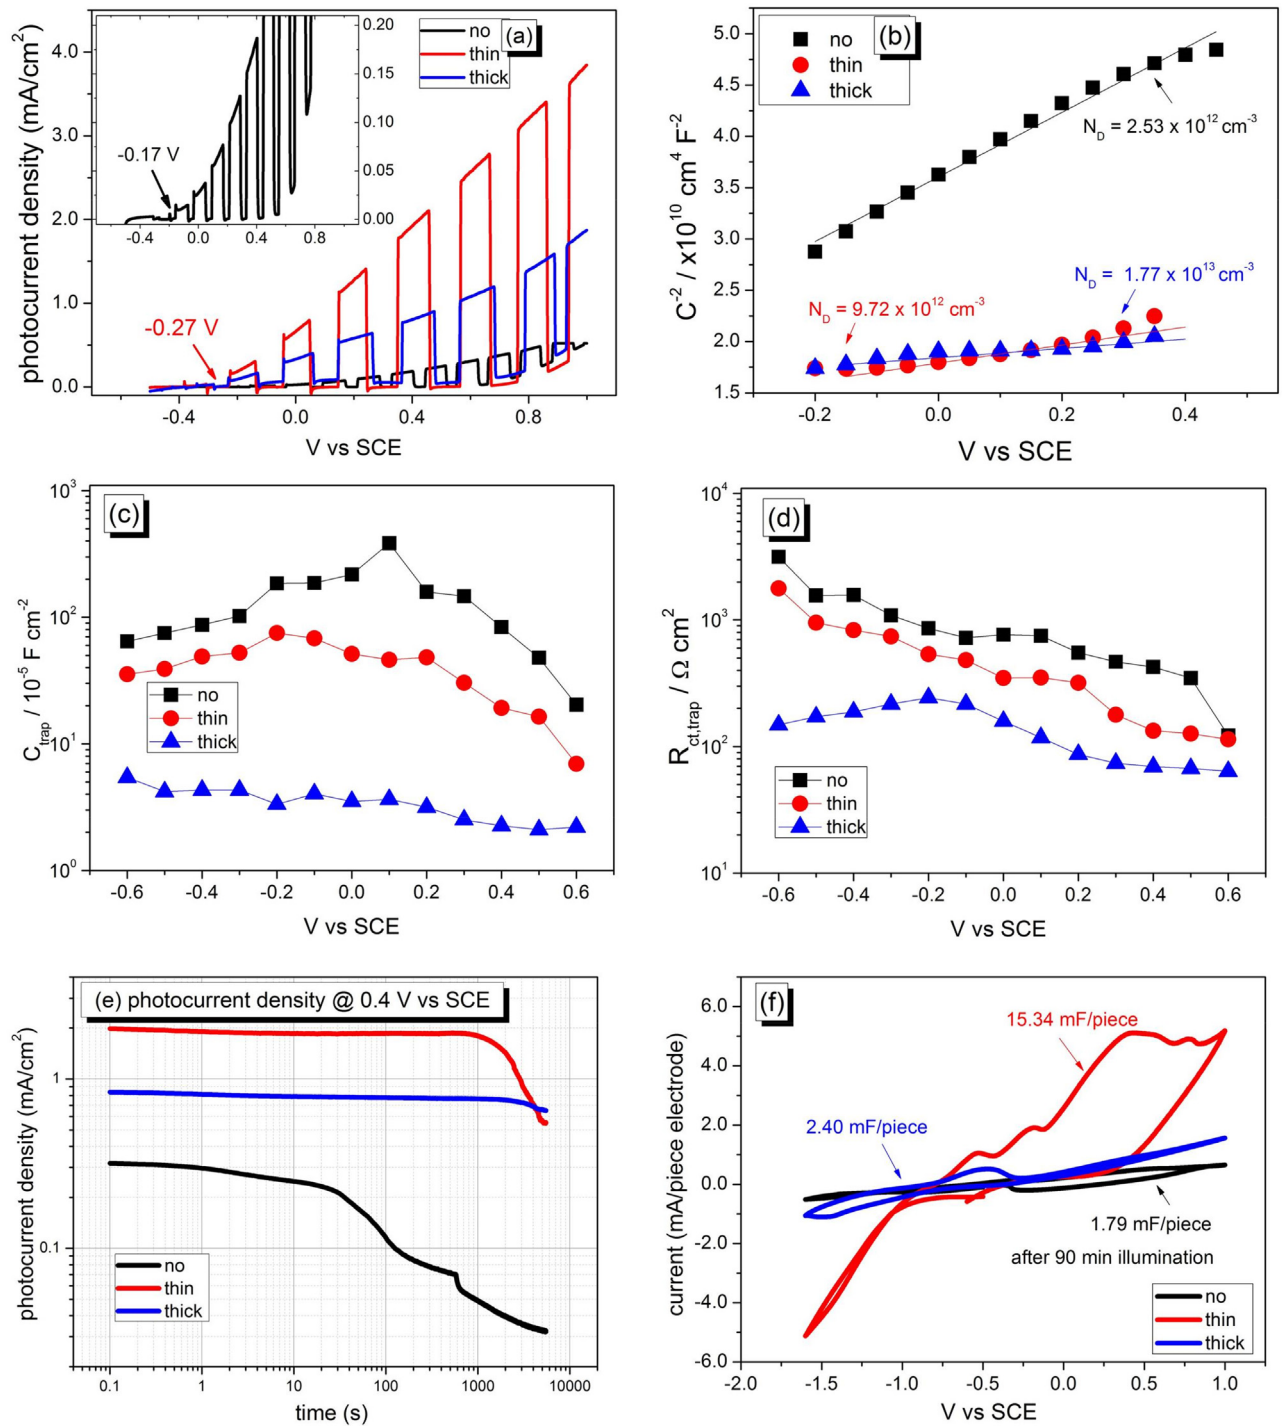 photocurrent density (mA/cm²)
4.0
3.0
2.0
1.0
0.0
0.20
0.15
0.10
0.05
0.00
-0.4 0.0 0.4 0.8
-0.17 V
-0.27 V
no
thin
thick
(a)
-0.4 0.0 0.4 0.8
V vs SCE
C⁻² / x10¹⁰ cm⁴ F⁻²
5.0
4.5
4.0
3.5
3.0
2.5
2.0
1.5
no
thin
thick
(b)
N_D = 2.53 x 10¹² cm⁻³
N_D = 1.77 x 10¹³ cm⁻³
N_D = 9.72 x 10¹² cm⁻³
-0.2 0.0 0.2 0.4
V vs SCE
C_trap / 10⁻⁵ F cm⁻²
10³
10²
10¹
10⁰
(c)
no
thin
thick
-0.6 -0.4 -0.2 0.0 0.2 0.4 0.6
V vs SCE
R_ct,trap / Ω cm²
10⁴
10³
10²
10¹
(d)
no
thin
thick
-0.6 -0.4 -0.2 0.0 0.2 0.4 0.6
V vs SCE
photocurrent density (mA/cm²)
(e) photocurrent density @ 0.4 V vs SCE
1
0.1
no
thin
thick
0.1 1 10 100 1000 10000
time (s)
current (mA/piece electrode)
6.0
4.0
2.0
0.0
-2.0
-4.0
-6.0
(f)
15.34 mF/piece
2.40 mF/piece
1.79 mF/piece
after 90 min illumination
no
thin
thick
-2.0 -1.5 -1.0 -0.5 0.0 0.5 1.0
V vs SCE